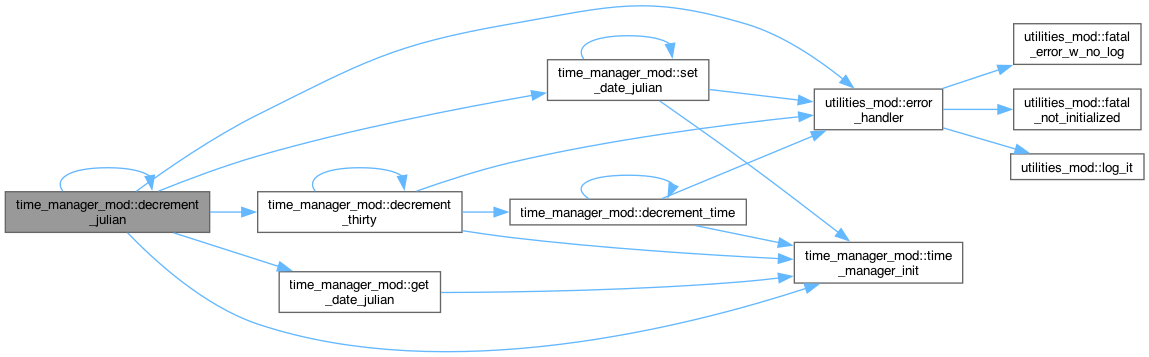 time_manager_mod::decrement
_julian
time_manager_mod::decrement
_thirty
time_manager_mod::get
_date_julian
time_manager_mod::set
_date_julian
time_manager_mod::decrement_time
utilities_mod::error
_handler
time_manager_mod::time
_manager_init
utilities_mod::fatal
_error_w_no_log
utilities_mod::fatal
_not_initialized
utilities_mod::log_it